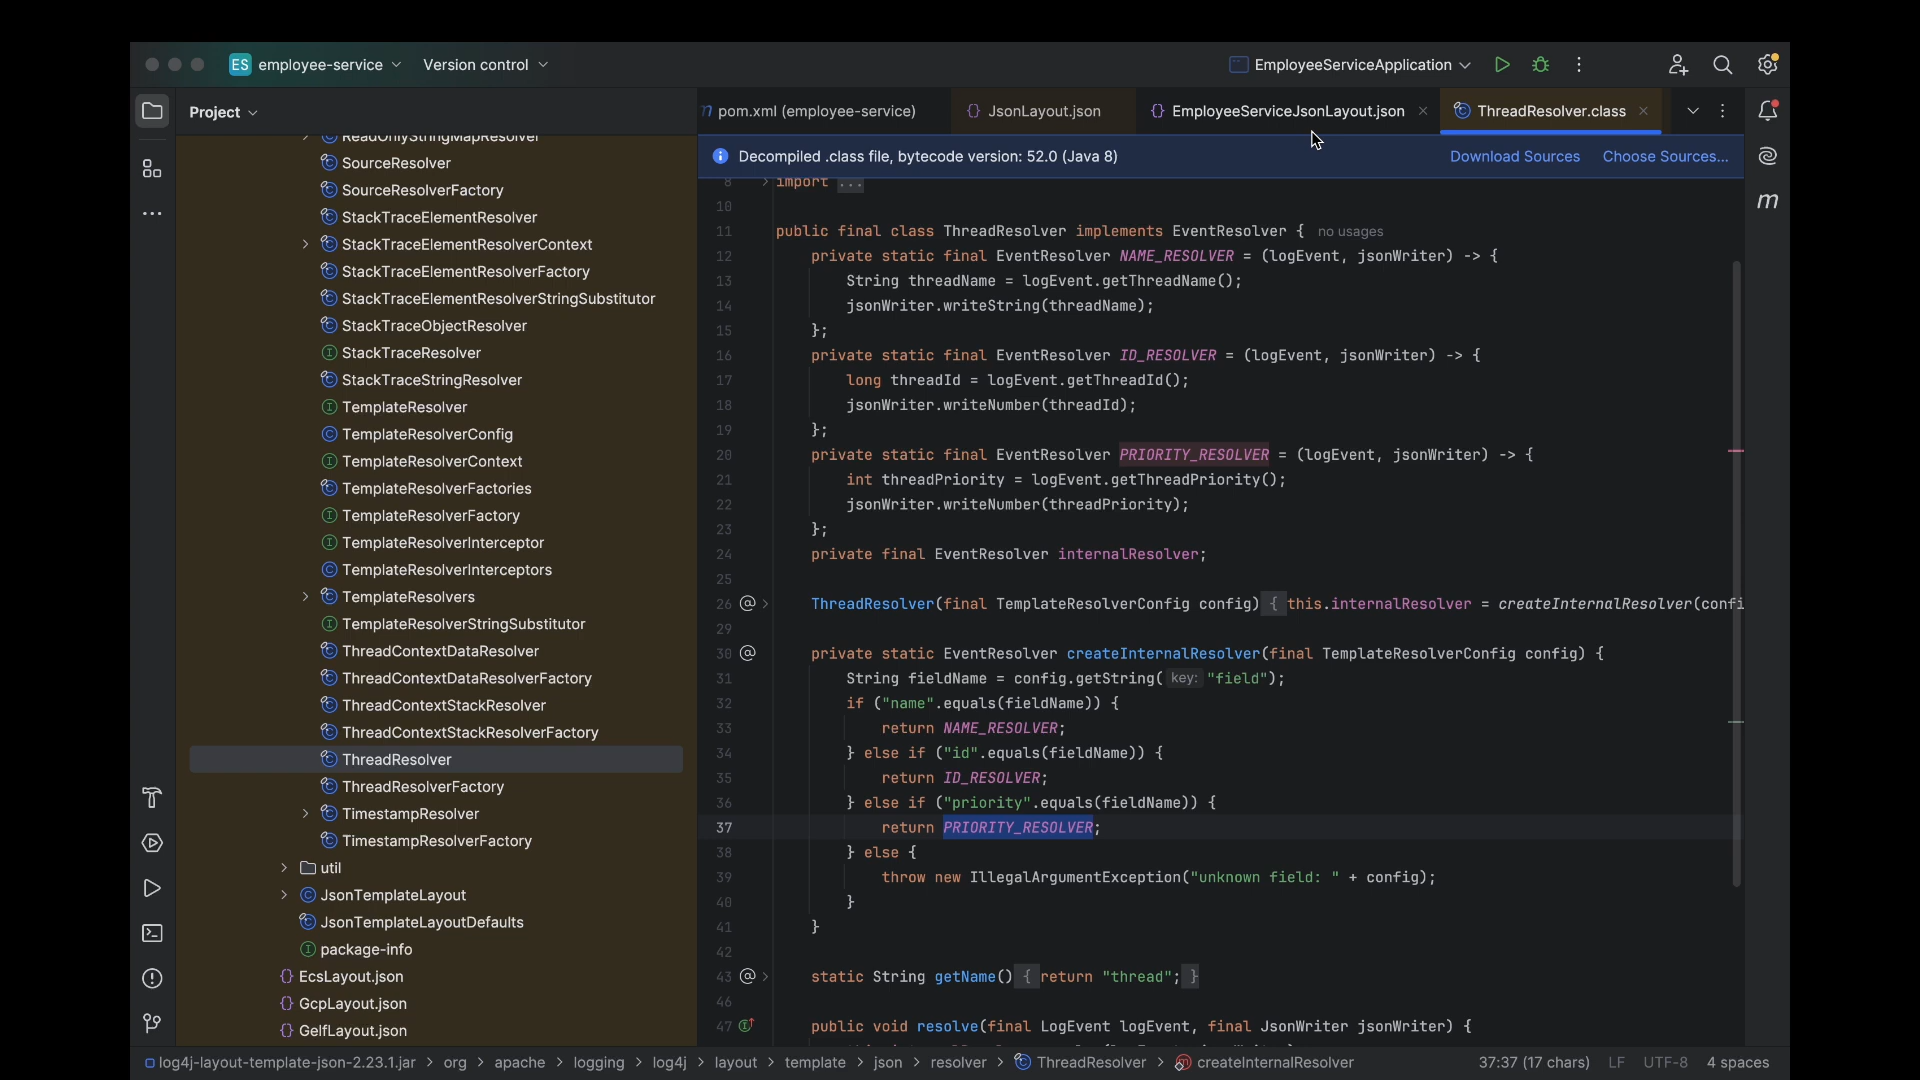 ES employee-service Version control EmployeeServiceApplication
Project
pom.xml (employee-service) JsonLayout.json EmployeeServiceJsonLayout.json ThreadResolver.class
Decompiled .class file, bytecode version: 52.0 (Java 8) Download Sources Choose Sources...
ReadOnlyStringMapResolver
SourceResolver
SourceResolverFactory
StackTraceElementResolver
StackTraceElementResolverContext
StackTraceElementResolverFactory
StackTraceElementResolverStringSubstitutor
StackTraceObjectResolver
StackTraceResolver
StackTraceStringResolver
TemplateResolver
TemplateResolverConfig
TemplateResolverContext
TemplateResolverFactories
TemplateResolverFactory
TemplateResolverInterceptor
TemplateResolverInterceptors
TemplateResolvers
TemplateResolverStringSubstitutor
ThreadContextDataResolver
ThreadContextDataResolverFactory
ThreadContextStackResolver
ThreadContextStackResolverFactory
ThreadResolver
ThreadResolverFactory
TimestampResolver
TimestampResolverFactory
util
JsonTemplateLayout
JsonTemplateLayoutDefaults
package-info
EcsLayout.json
GcpLayout.json
GelfLayout.json
8 import ...
10
11 public final class ThreadResolver implements EventResolver { no usages
12 private static final EventResolver NAME_RESOLVER = (logEvent, jsonWriter) -> {
13 String threadName = logEvent.getThreadName();
14 jsonWriter.writeString(threadName);
15 };
16 private static final EventResolver ID_RESOLVER = (logEvent, jsonWriter) -> {
17 long threadId = logEvent.getThreadId();
18 jsonWriter.writeNumber(threadId);
19 };
20 private static final EventResolver PRIORITY_RESOLVER = (logEvent, jsonWriter) -> {
21 int threadPriority = logEvent.getThreadPriority();
22 jsonWriter.writeNumber(threadPriority);
23 };
24 private final EventResolver internalResolver;
25
26 ThreadResolver(final TemplateResolverConfig config) { this.internalResolver = createInternalResolver(confi
29
30 private static EventResolver createInternalResolver(final TemplateResolverConfig config) {
31 String fieldName = config.getString( key: "field");
32 if ("name".equals(fieldName)) {
33 return NAME_RESOLVER;
34 } else if ("id".equals(fieldName)) {
35 return ID_RESOLVER;
36 } else if ("priority".equals(fieldName)) {
37 return PRIORITY_RESOLVER;
38 } else {
39 throw new IllegalArgumentException("unknown field: " + config);
40 }
41 }
42
43 static String getName() { return "thread"; }
46
47 public void resolve(final LogEvent logEvent, final JsonWriter jsonWriter) {
m
log4j-layout-template-json-2.23.1.jar > org > apache > logging > log4j > layout > template > json > resolver > ThreadResolver > createInternalResolver 37:37 (17 chars) LF UTF-8 4 spaces